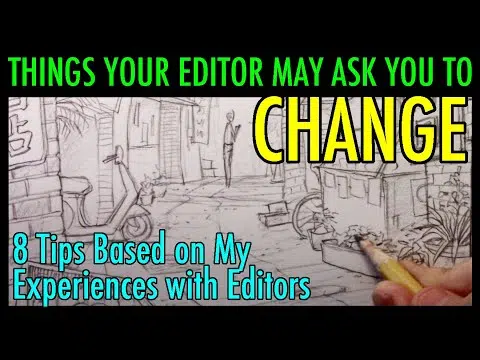 THINGS YOUR EDITOR MAY ASK YOU TO
CHANGE
8 Tips Based on My
Experiences with Editors